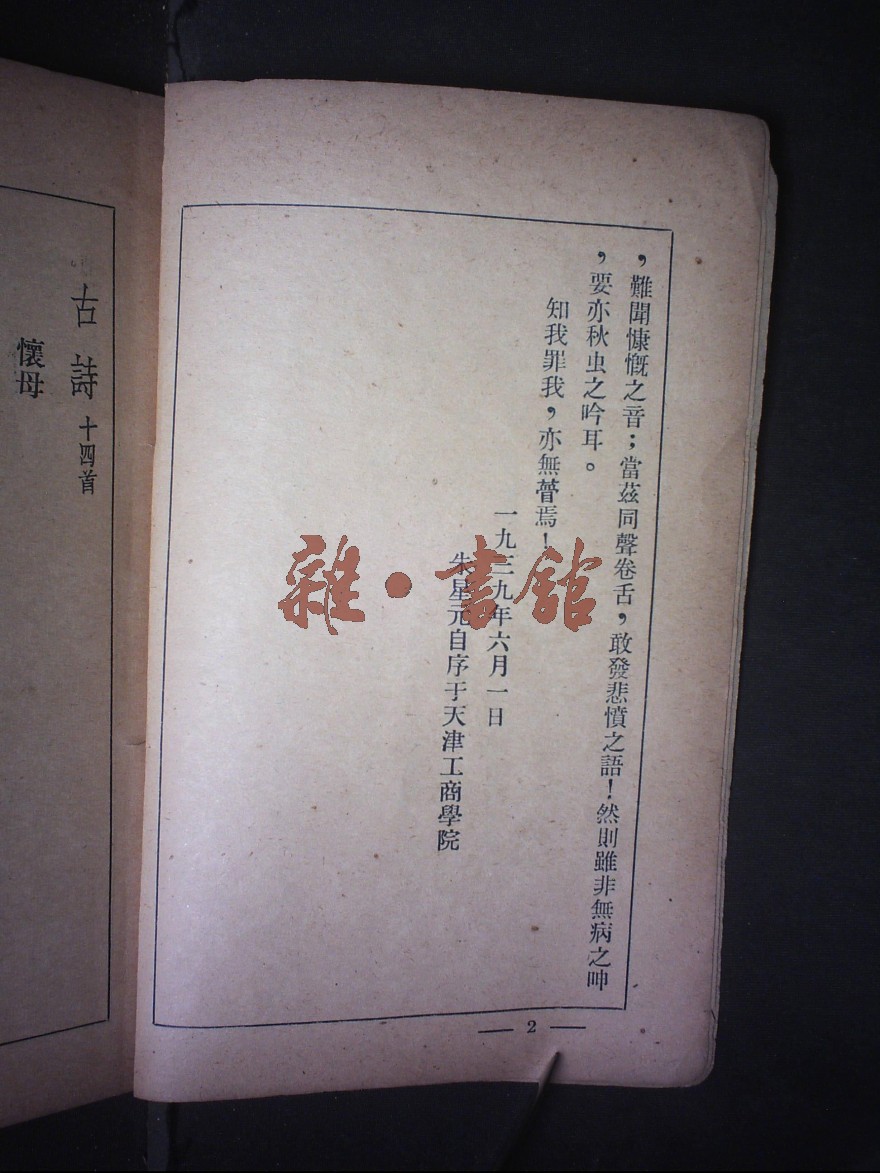 ，難聞慷慨之音；當茲同聲卷舌，敢發悲憤之語！然則雖非無病之呻
，要亦秋虫之吟耳。
知我罪我，亦無瞢焉！
一九三九年六月一日
朱星元自序于天津工商學院
— 2 —
古詩 十四首
懷母
雜·書館